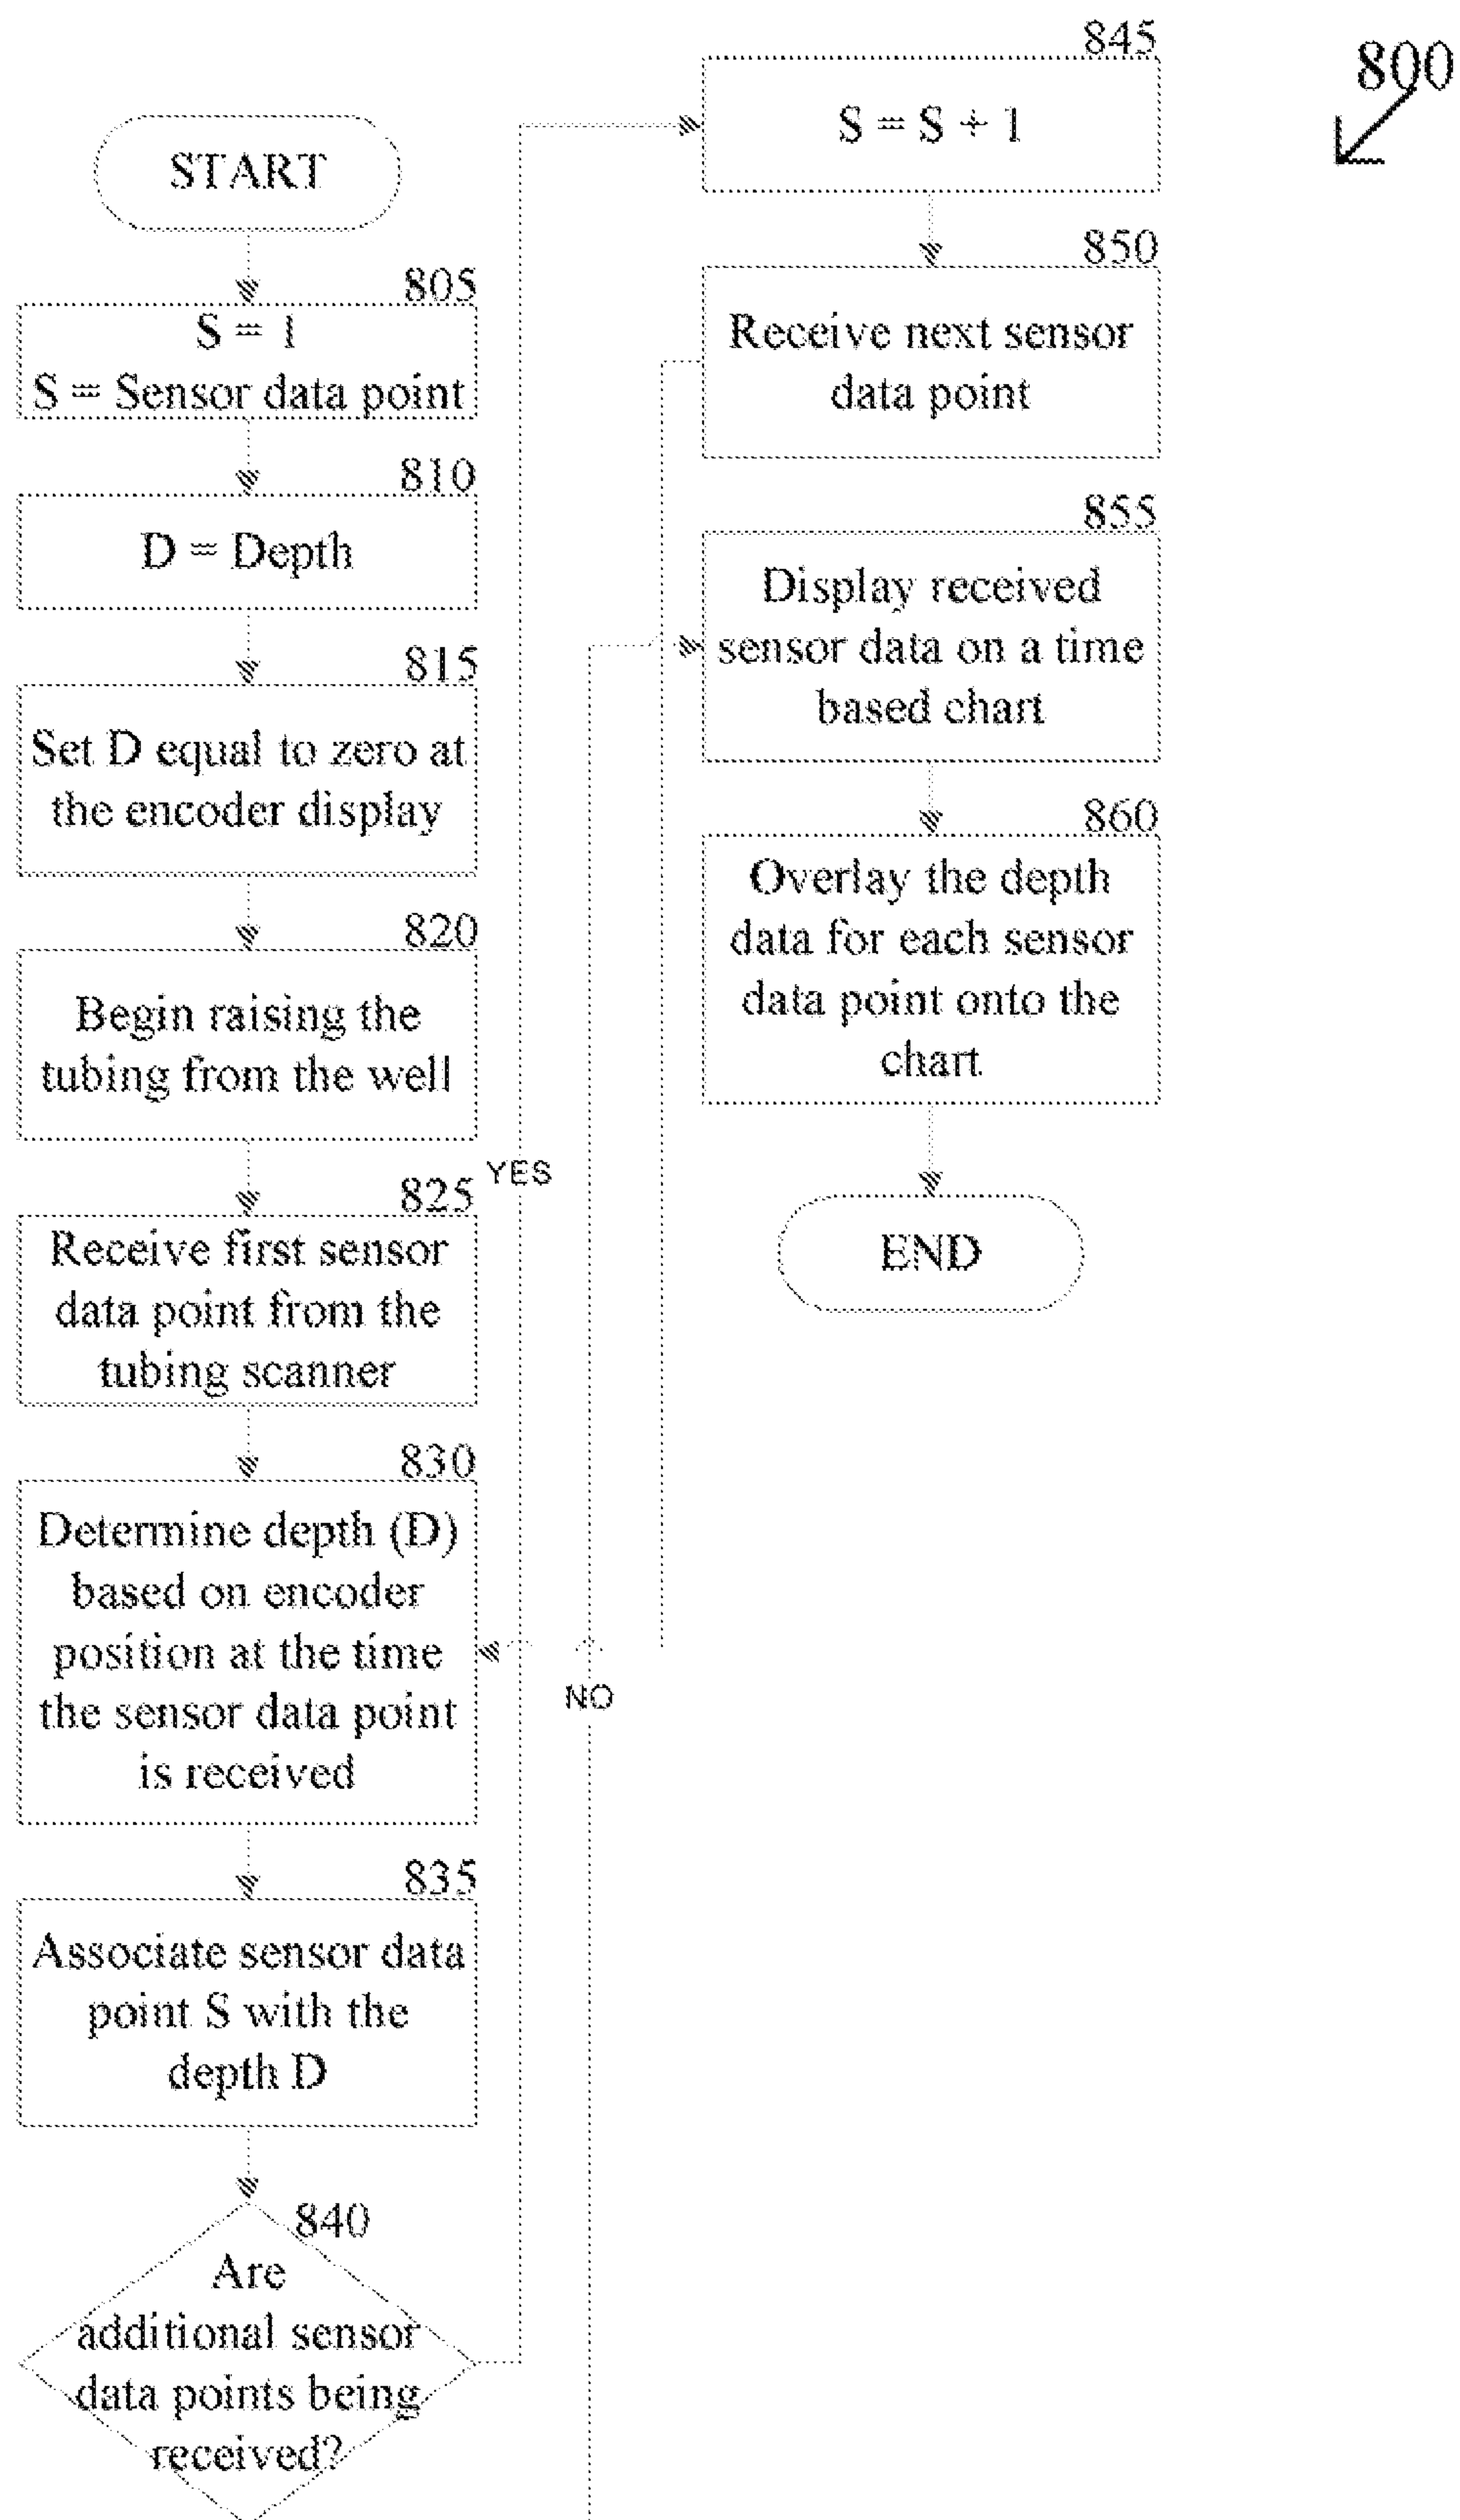 START
805
S = 1
S = Sensor data point
810
D = Depth
815
Set D equal to zero at
the encoder display
820
Begin raising the
tubing from the well
825
Receive first sensor
data point from the
tubing scanner
830
Determine depth (D)
based on encoder
position at the time
the sensor data point
is received
835
Associate sensor data
point S with the
depth D
840
Are
additional sensor
data points being
received?
YES
NO
845
S = S + 1
850
Receive next sensor
data point
855
Display received
sensor data on a time
based chart
860
Overlay the depth
data for each sensor
data point onto the
chart
END
800